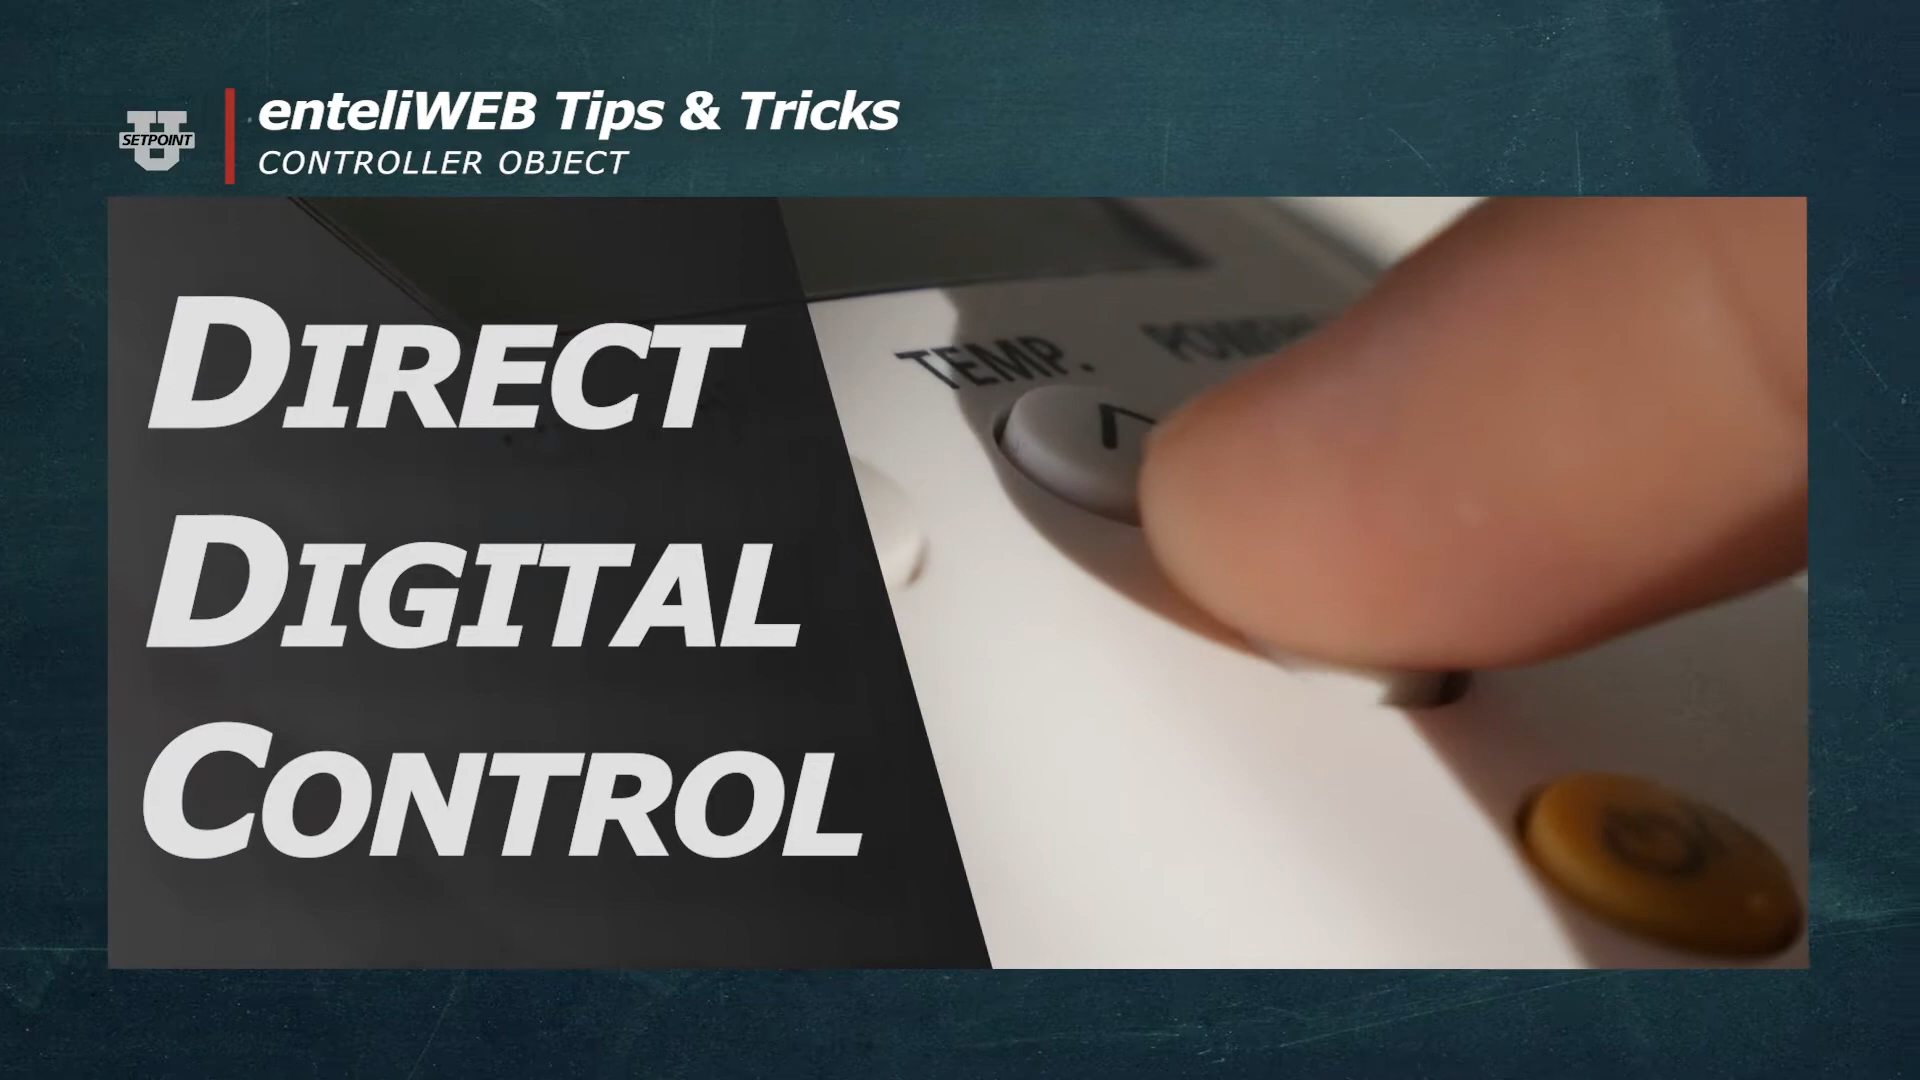 enteliWEB Tips & Tricks
U
SETPOINT
CONTROLLER OBJECT
DIRECT
DIGITAL
CONTROL
TEMP.